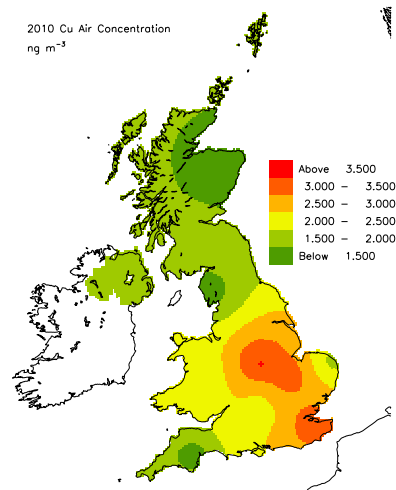 2010 Cu Air Concentration
ng m⁻³
Above 3.500
3.000 – 3.500
2.500 – 3.000
2.000 – 2.500
1.500 – 2.000
Below 1.500